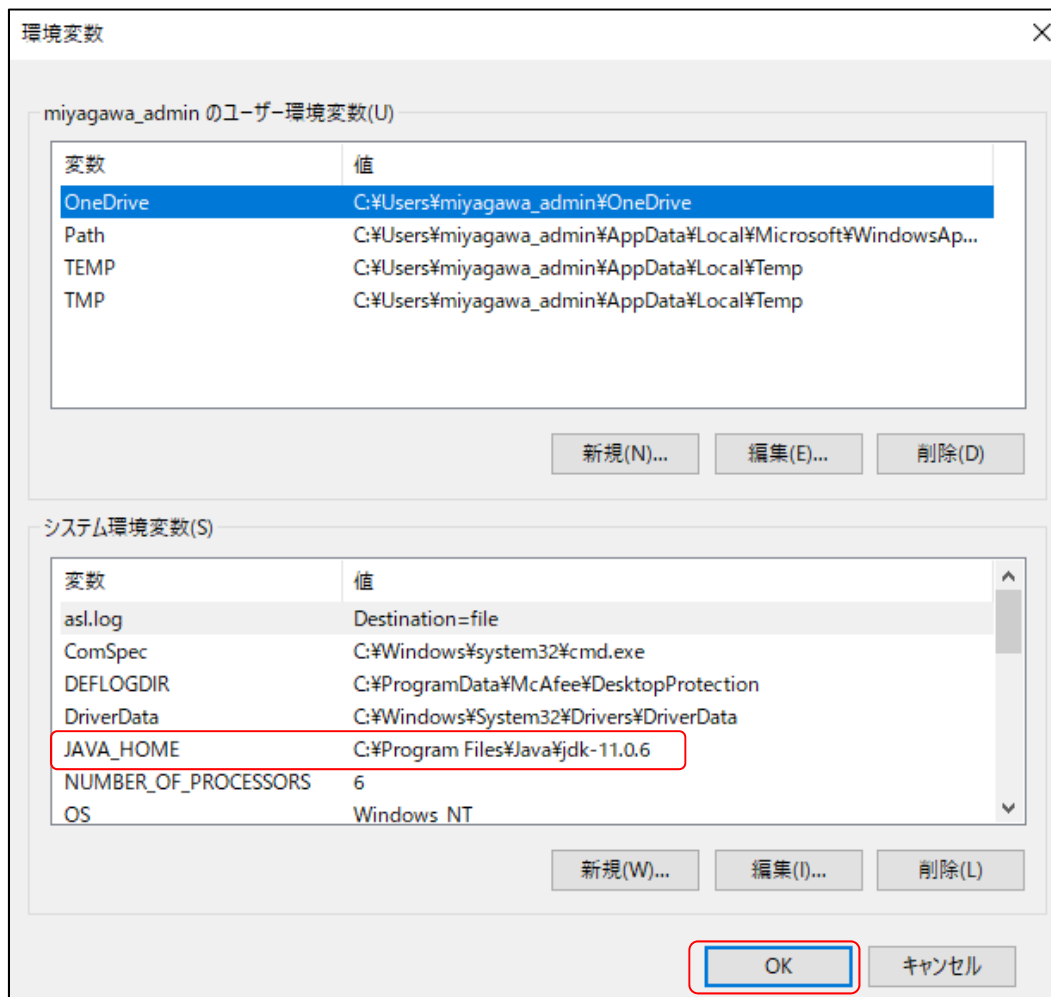 環境変数
miyagawa_admin のユーザー環境変数(U)
変数 値
OneDrive C:¥Users¥miyagawa_admin¥OneDrive
Path C:¥Users¥miyagawa_admin¥AppData¥Local¥Microsoft¥WindowsAp...
TEMP C:¥Users¥miyagawa_admin¥AppData¥Local¥Temp
TMP C:¥Users¥miyagawa_admin¥AppData¥Local¥Temp
新規(N)... 編集(E)... 削除(D)
システム環境変数(S)
変数 値
asl.log Destination=file
ComSpec C:¥Windows¥system32¥cmd.exe
DEFLOGDIR C:¥ProgramData¥McAfee¥DesktopProtection
DriverData C:¥Windows¥System32¥Drivers¥DriverData
JAVA_HOME C:¥Program Files¥Java¥jdk-11.0.6
NUMBER_OF_PROCESSORS 6
OS Windows_NT
新規(W)... 編集(I)... 削除(L)
OK キャンセル